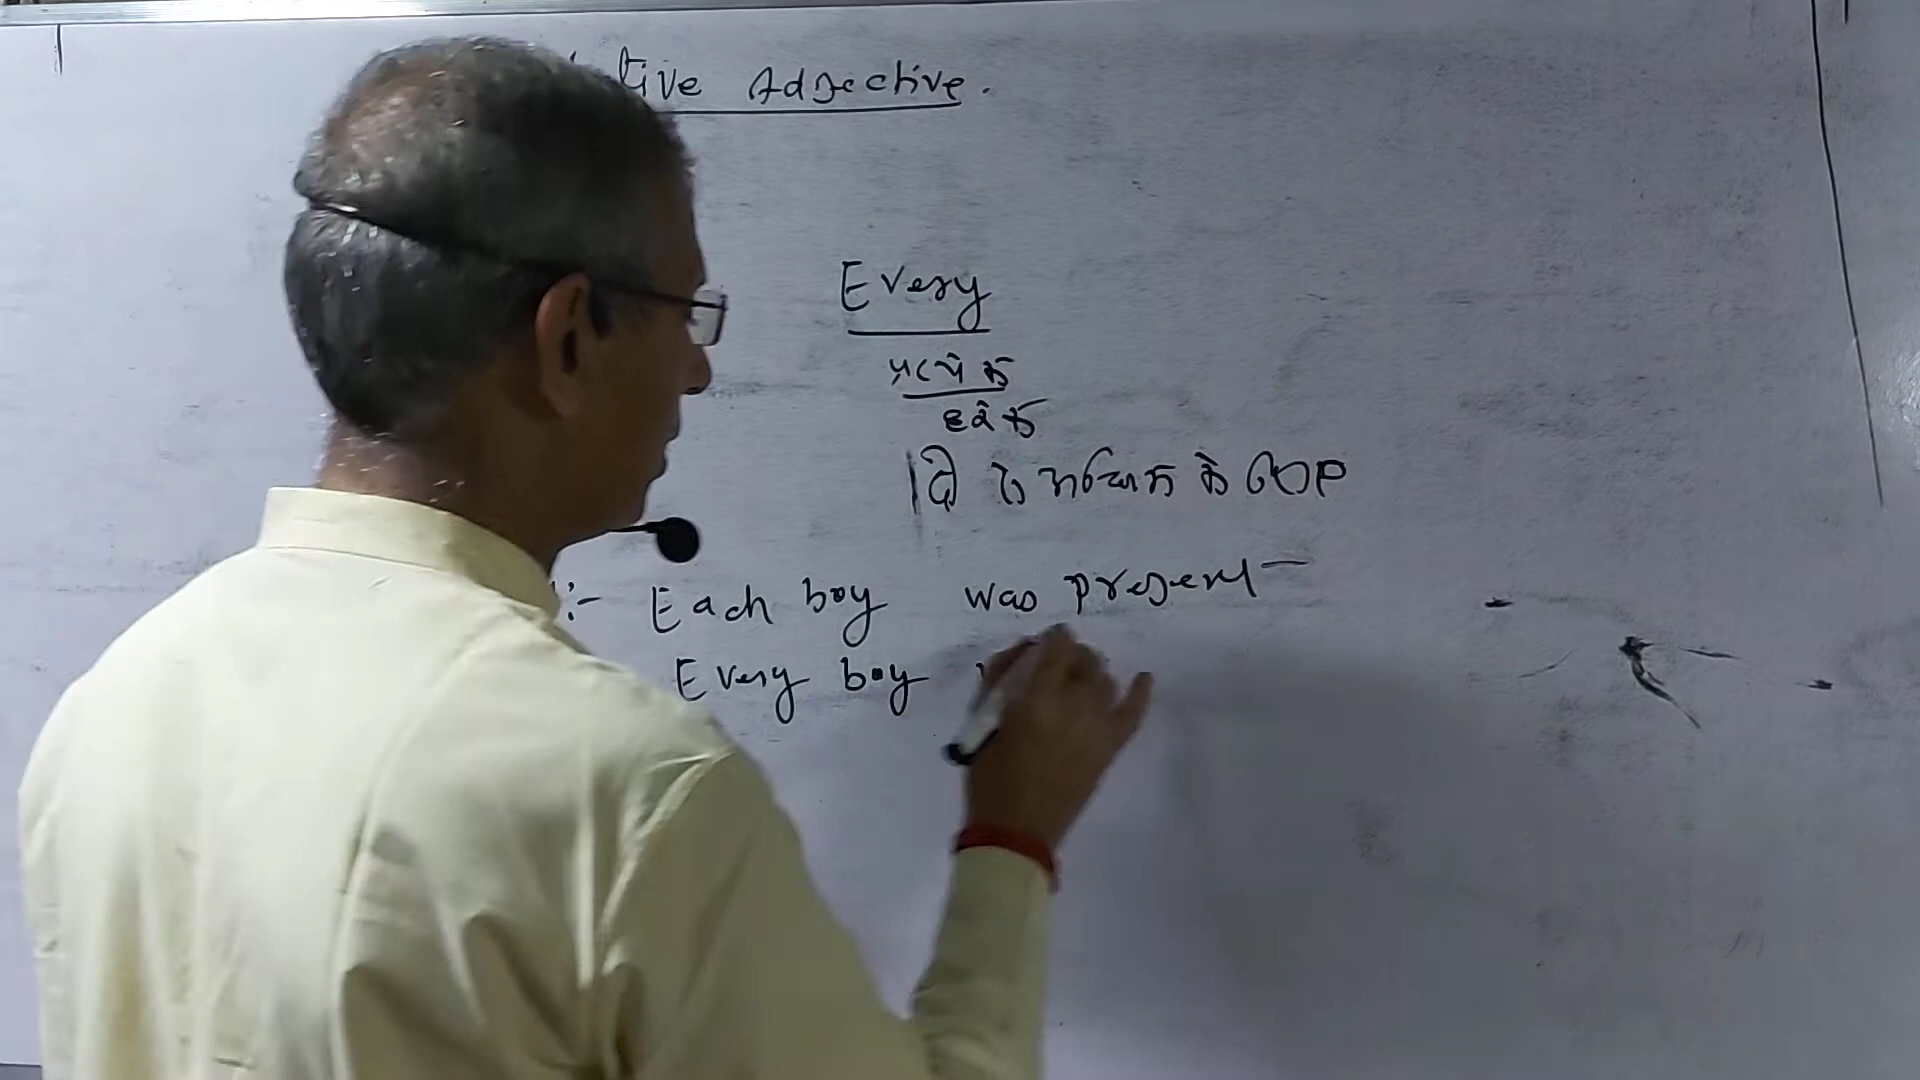 tive Adjective.
Every
प्रत्येक
हरेक
दो से अधिक के
:- Each boy was present
Every boy